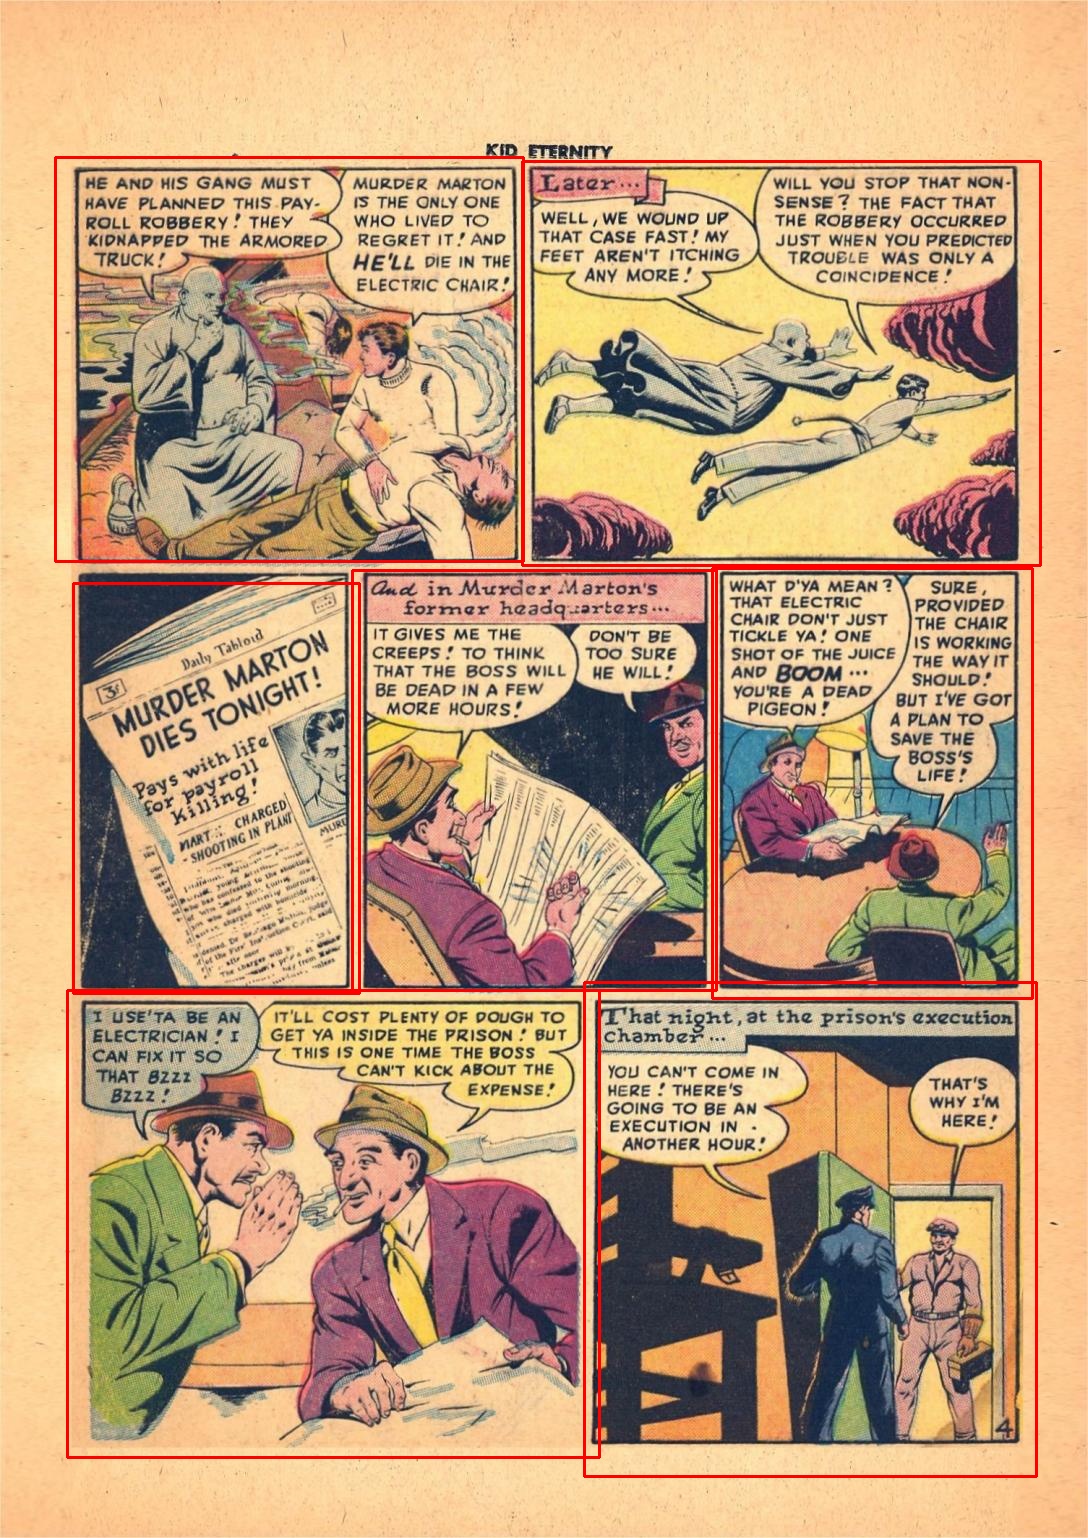 KID ETERNITY
HE AND HIS GANG MUST
HAVE PLANNED THIS PAY-
ROLL ROBBERY! THEY
KIDNAPPED THE ARMORED
TRUCK!
MURDER MARTON
IS THE ONLY ONE
WHO LIVED TO
REGRET IT! AND
HE'LL DIE IN THE
ELECTRIC CHAIR!
Later...
WELL, WE WOUND UP
THAT CASE FAST! MY
FEET AREN'T ITCHING
ANY MORE!
WILL YOU STOP THAT NON-
SENSE? THE FACT THAT
THE ROBBERY OCCURRED
JUST WHEN YOU PREDICTED
TROUBLE WAS ONLY A
COINCIDENCE!
Daily Tabloid
3¢
MURDER MARTON
DIES TONIGHT!
Pays with life
for payroll
killing!
CHARGED
SHOOTING IN PLANT
MUR
And in Murder Marton's
former headquarters...
IT GIVES ME THE
CREEPS! TO THINK
THAT THE BOSS WILL
BE DEAD IN A FEW
MORE HOURS!
DON'T BE
TOO SURE
HE WILL!
WHAT D'YA MEAN?
THAT ELECTRIC
CHAIR DON'T JUST
TICKLE YA! ONE
SHOT OF THE JUICE
AND BOOM...
YOU'RE A DEAD
PIGEON!
SURE,
PROVIDED
THE CHAIR
IS WORKING
THE WAY IT
SHOULD!
BUT I'VE GOT
A PLAN TO
SAVE THE
BOSS'S
LIFE!
I USE'TA BE AN
ELECTRICIAN! I
CAN FIX IT SO
THAT BZZZ
BZZZ!
IT'LL COST PLENTY OF DOUGH TO
GET YA INSIDE THE PRISON! BUT
THIS IS ONE TIME THE BOSS
CAN'T KICK ABOUT THE
EXPENSE!
That night, at the prison's execution
chamber...
YOU CAN'T COME IN
HERE! THERE'S
GOING TO BE AN
EXECUTION IN
ANOTHER HOUR!
THAT'S
WHY I'M
HERE!
4